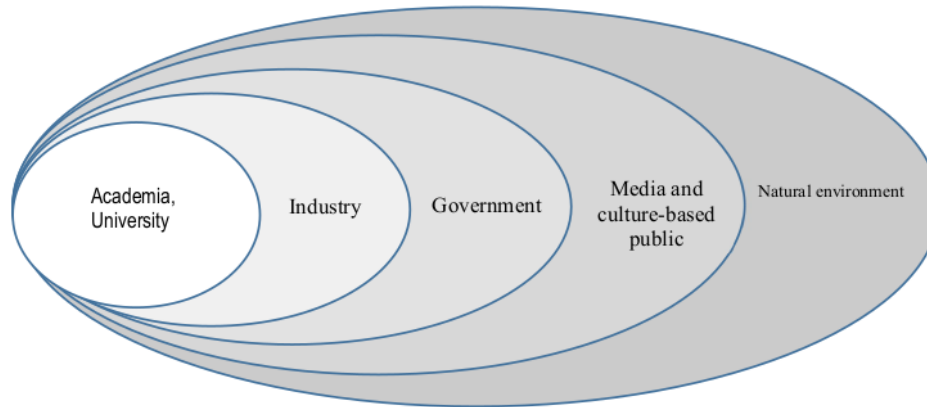 Academia,
University
Industry
Government
Media and
culture-based
public
Natural environment